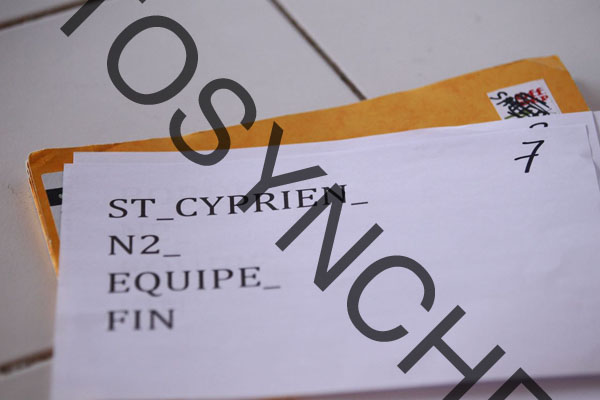 7
ST_CYPRIEN_
N2_
EQUIPE_
FIN